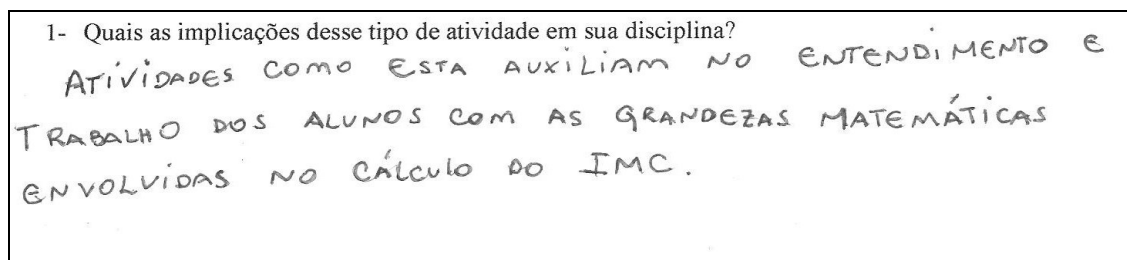 1- Quais as implicações desse tipo de atividade em sua disciplina?
ATIVIDADES COMO ESTA AUXILIAM NO ENTENDIMENTO E
TRABALHO DOS ALUNOS COM AS GRANDEZAS MATEMÁTICAS
ENVOLVIDAS NO CÁLCULO DO IMC.